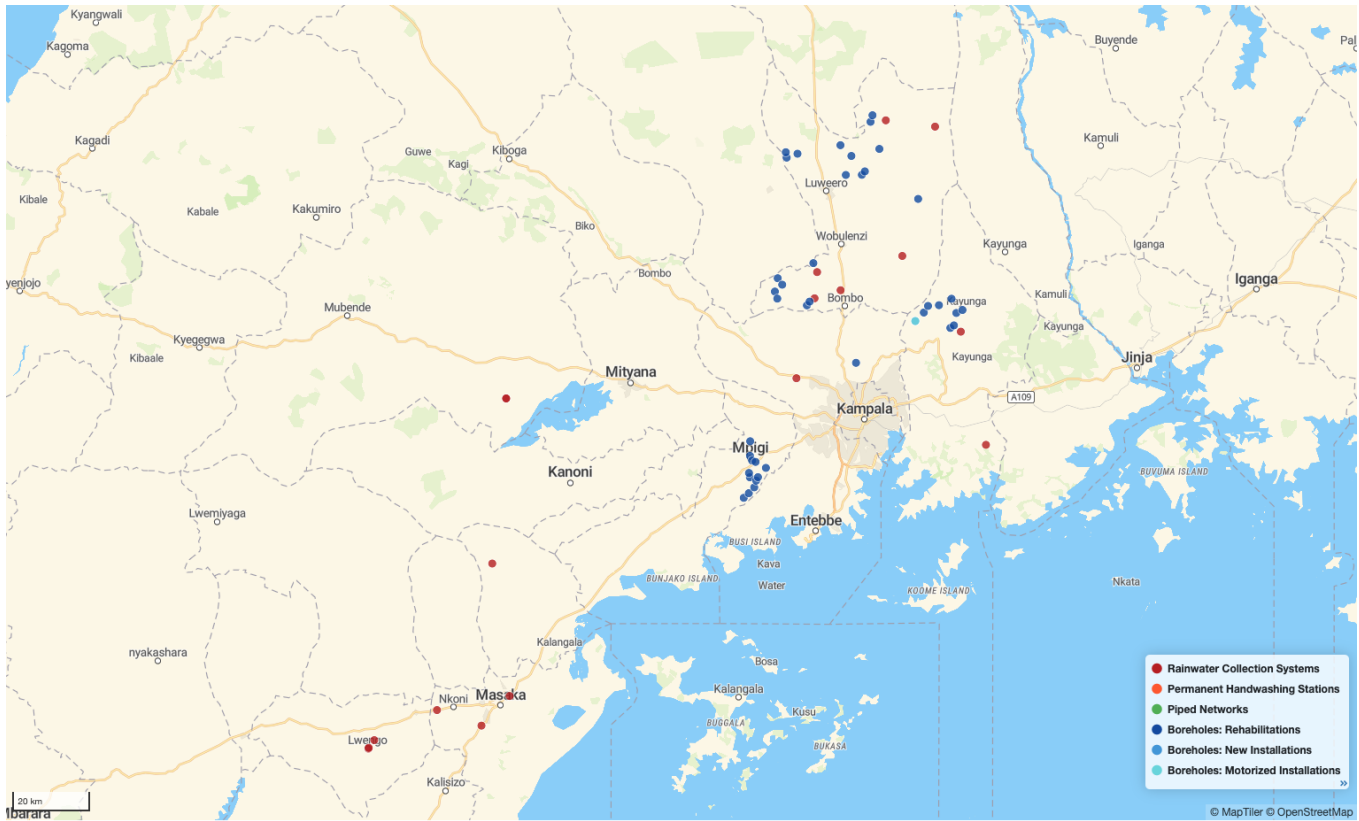 Kyangwali
Kagoma
Buyende
Pal
Kagadi
Guwe
Kiboga
Kagi
Kamuli
Luweero
Kibale
Kabale
Kakumiro
Biko
Wobulenzi
Kayunga
Iganga
Bombo
yenjojo
Iganga
Mubende
Bombo
Kayunga
Kamuli
Kyegegwa
Kibaale
Kayunga
Kayunga
Jinja
Mityana
A109
Kampala
Mpigi
Kanoni
BUVUMA ISLAND
Lwemiyaga
Entebbe
BUSI ISLAND
Kava
Water
BUNJAKO ISLAND
KOOME ISLAND
Nkata
Kalangala
nyakashara
Bosa
Nkoni
Masaka
Kalangala
Kusu
BUGGALA
Lwengo
BUKASA
Kalisizo
20 km
Mbarara
Rainwater Collection Systems
Permanent Handwashing Stations
Piped Networks
Boreholes: Rehabilitations
Boreholes: New Installations
Boreholes: Motorized Installations
»
© MapTiler © OpenStreetMap